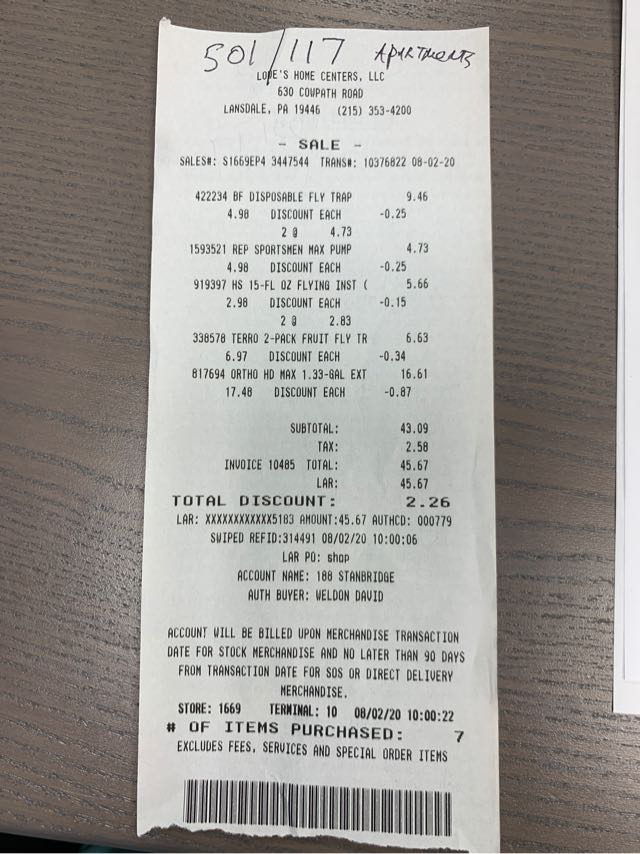 501/117 APARTMENTS
LOWE'S HOME CENTERS, LLC
630 COWPATH ROAD
LANSDALE, PA 19446 (215) 353-4200
- SALE -
SALES#: S1669EP4 3447544 TRANS#: 10376822 08-02-20
422234 BF DISPOSABLE FLY TRAP 9.46
4.98 DISCOUNT EACH -0.25
2 @ 4.73
1593521 REP SPORTSMEN MAX PUMP 4.73
4.98 DISCOUNT EACH -0.25
919397 HS 15-FL OZ FLYING INST ( 5.66
2.98 DISCOUNT EACH -0.15
2 @ 2.83
338578 TERRO 2-PACK FRUIT FLY TR 6.63
6.97 DISCOUNT EACH -0.34
817694 ORTHO HD MAX 1.33-GAL EXT 16.61
17.48 DISCOUNT EACH -0.87
SUBTOTAL: 43.09
TAX: 2.58
INVOICE 10485 TOTAL: 45.67
LAR: 45.67
TOTAL DISCOUNT: 2.26
LAR: XXXXXXXXXXXX5183 AMOUNT:45.67 AUTHCD: 000779
SWIPED REFID:314491 08/02/20 10:00:06
LAR PO: shop
ACCOUNT NAME: 188 STANBRIDGE
AUTH BUYER: WELDON DAVID
ACCOUNT WILL BE BILLED UPON MERCHANDISE TRANSACTION
DATE FOR STOCK MERCHANDISE AND NO LATER THAN 90 DAYS
FROM TRANSACTION DATE FOR SOS OR DIRECT DELIVERY
MERCHANDISE.
STORE: 1669 TERMINAL: 10 08/02/20 10:00:22
# OF ITEMS PURCHASED: 7
EXCLUDES FEES, SERVICES AND SPECIAL ORDER ITEMS